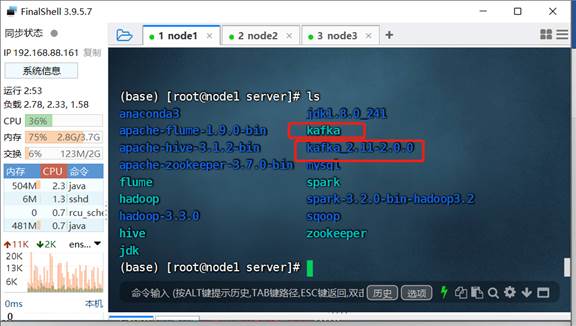 FinalShell 3.9.5.7
同步状态
IP 192.168.88.161 复制
系统信息
运行 2:53
负载 2.78, 2.33, 1.58
CPU 36%
内存 75% 2.8G/3.7G
交换 6% 123M/2G
内存 CPU 命令
504M 2.3 java
6M 1.3 sshd
0 0.7 rcu_sche
481M 0.7 java
11K 2K ens...
20K
13K
6K
0ms 本机
0
1 node1 × 2 node2 × 3 node3 × +
(base) [root@node1 server]# ls
anaconda3 jdk1.8.0_241
apache-flume-1.9.0-bin kafka
apache-hive-3.1.2-bin kafka_2.11-2.0.0
apache-zookeeper-3.7.0-bin mysql
flume spark
hadoop spark-3.2.0-bin-hadoop3.2
hadoop-3.3.0 sqoop
hive zookeeper
jdk
(base) [root@node1 server]#
命令输入 (按ALT键提示历史,TAB键路径,ESC键返回,双击 历史 选项